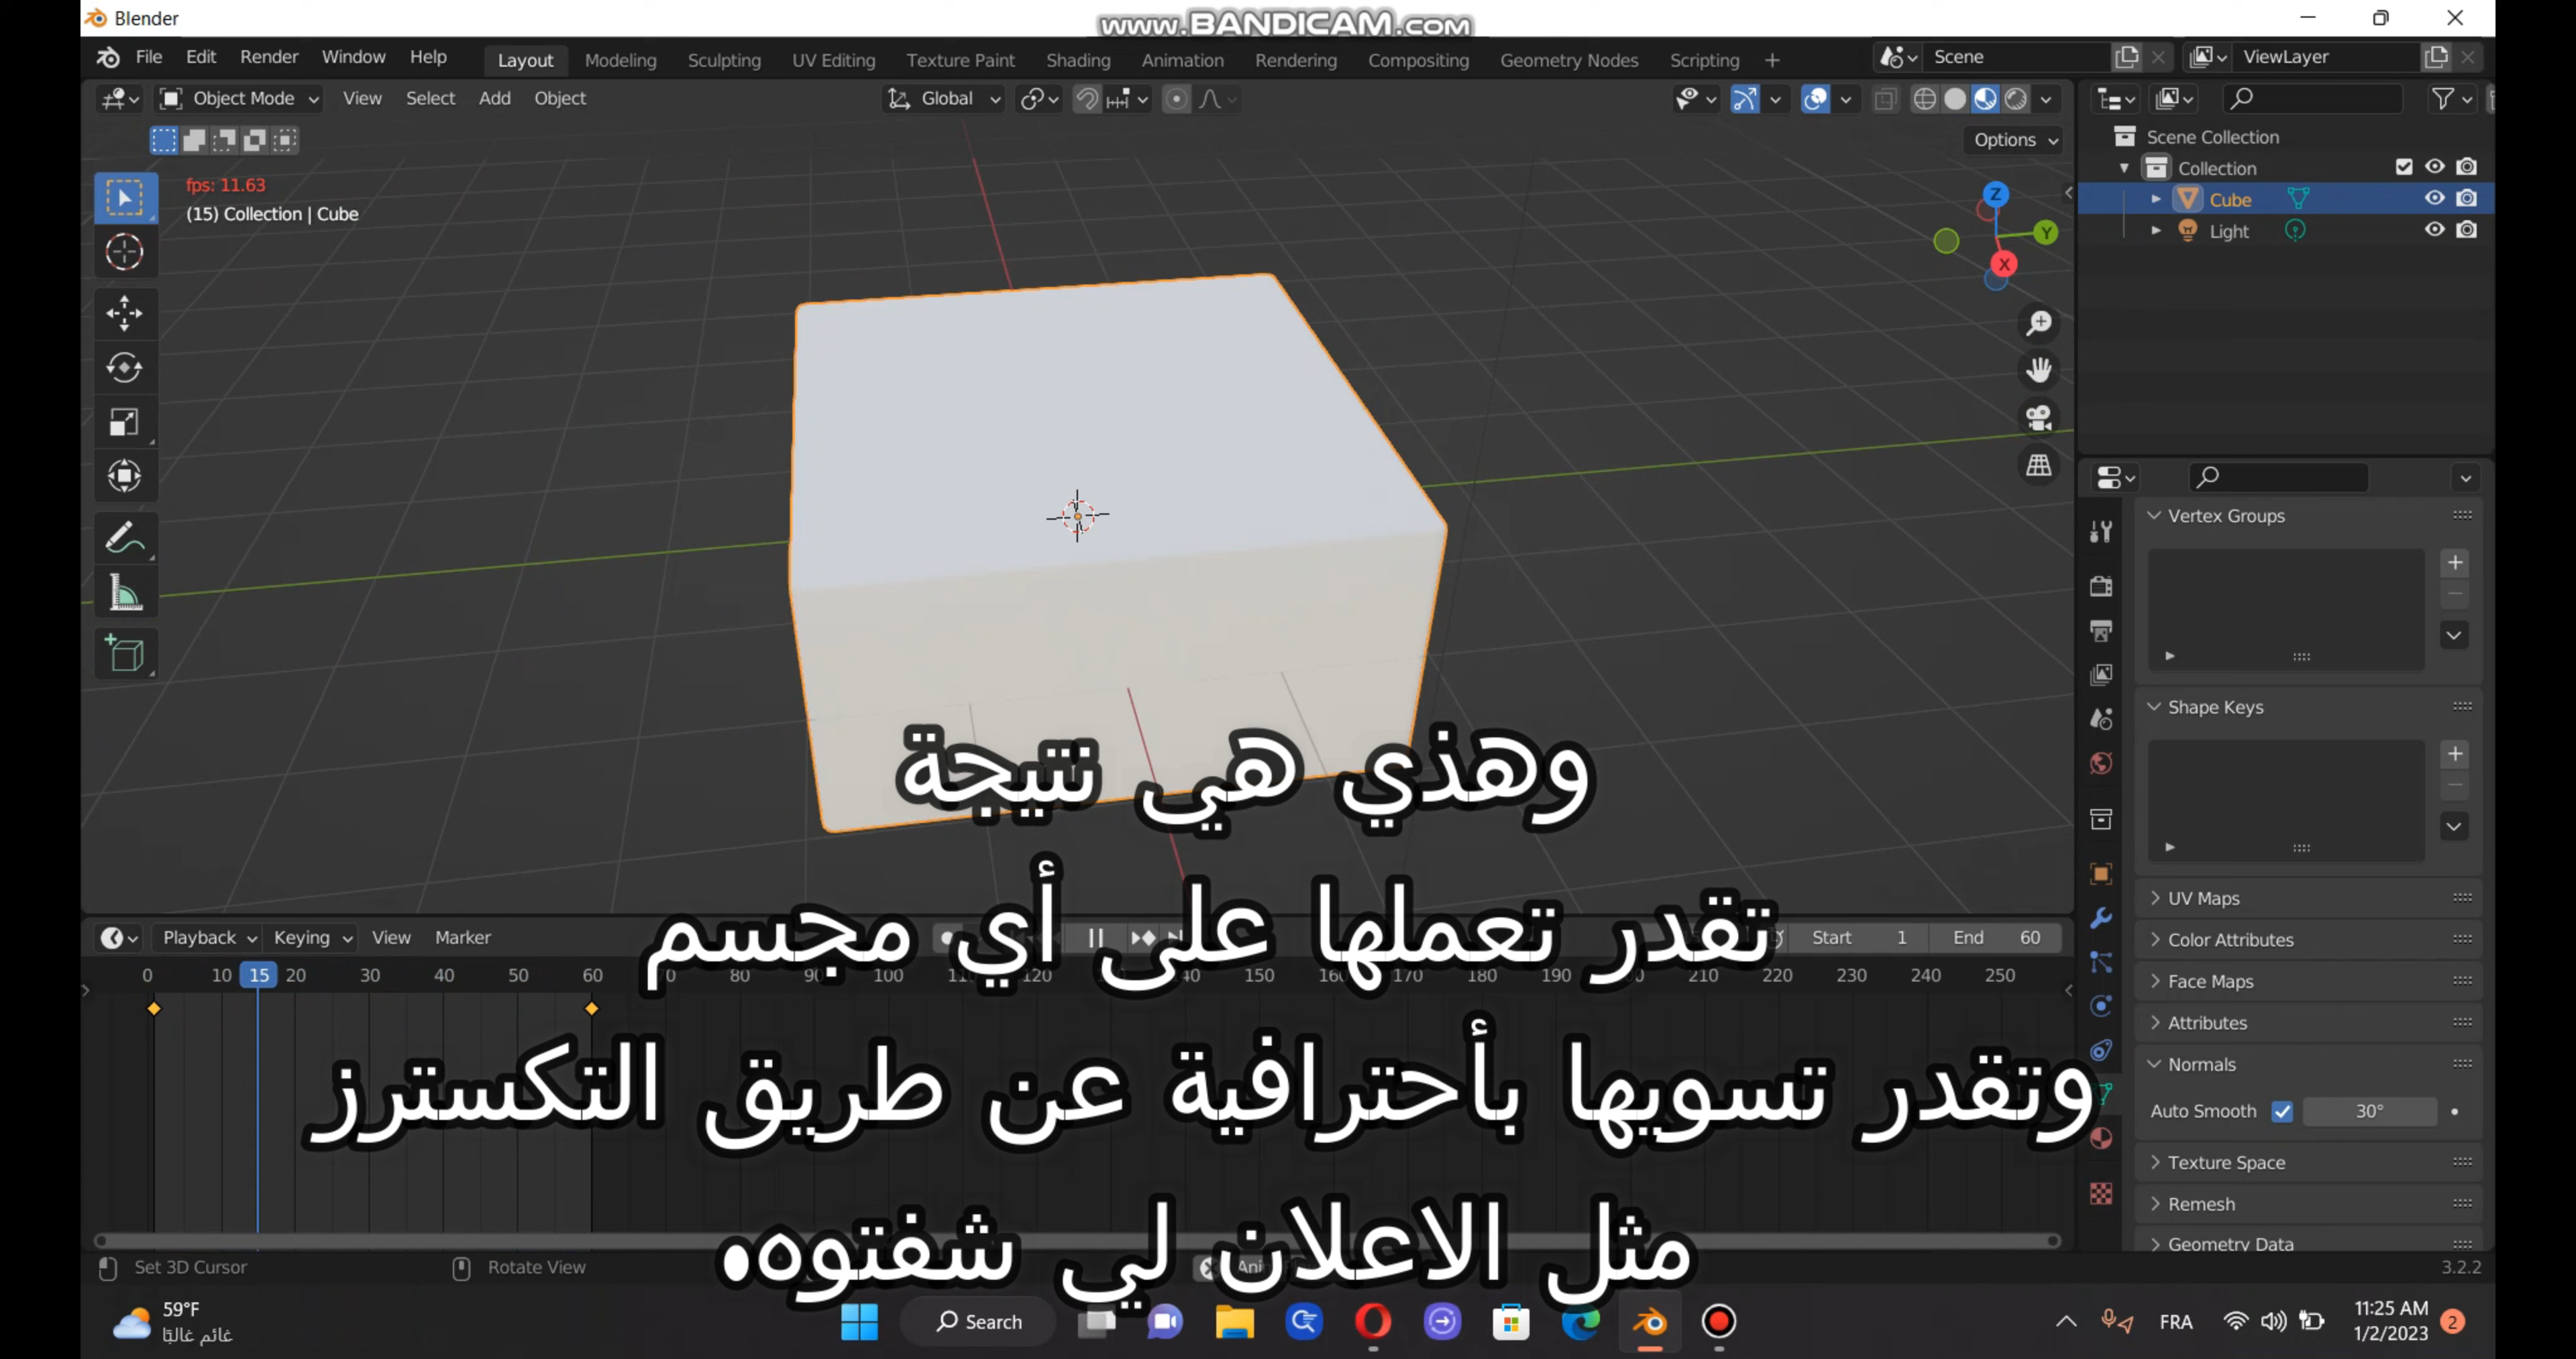 Blender
www.BANDICAM.com
File Edit Render Window Help Layout Modeling Sculpting UV Editing Texture Paint Shading Animation Rendering Compositing Geometry Nodes Scripting + Scene ViewLayer
Object Mode View Select Add Object Global
Options
fps: 11.63
(15) Collection | Cube
Z
Y
X
Scene Collection
Collection
Cube
Light
Vertex Groups
Shape Keys
UV Maps
Color Attributes
Face Maps
Attributes
Normals
Auto Smooth 30°
Texture Space
Remesh
Geometry Data
وهذي هي نتيجة
تقدر تعملها على أي مجسم
وتقدر تسويها بأحترافية عن طريق التكسترز
مثل الاعلان لي شفتوه.
Playback Keying View Marker Start 1 End 60
0 10 15 20 30 40 50 60 70 80 90 100 120 150 170 190 220 230 240 250
Set 3D Cursor Rotate View 3.2.2
59°F
غائم غالبًا
Search
FRA
11:25 AM
1/2/2023
2